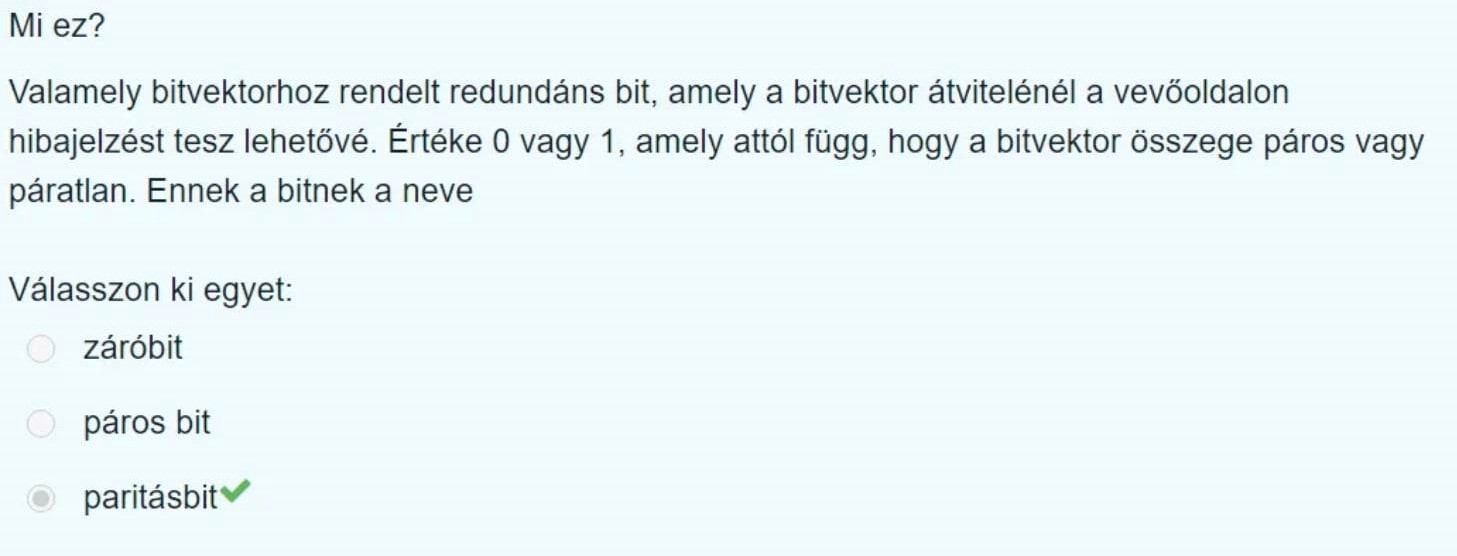 Mi ez?
Valamely bitvektorhoz rendelt redundáns bit, amely a bitvektor átvitelénél a vevőoldalon
hibajelzést tesz lehetővé. Értéke 0 vagy 1, amely attól függ, hogy a bitvektor összege páros vagy
páratlan. Ennek a bitnek a neve
Válasszon ki egyet:
záróbit
páros bit
paritásbit